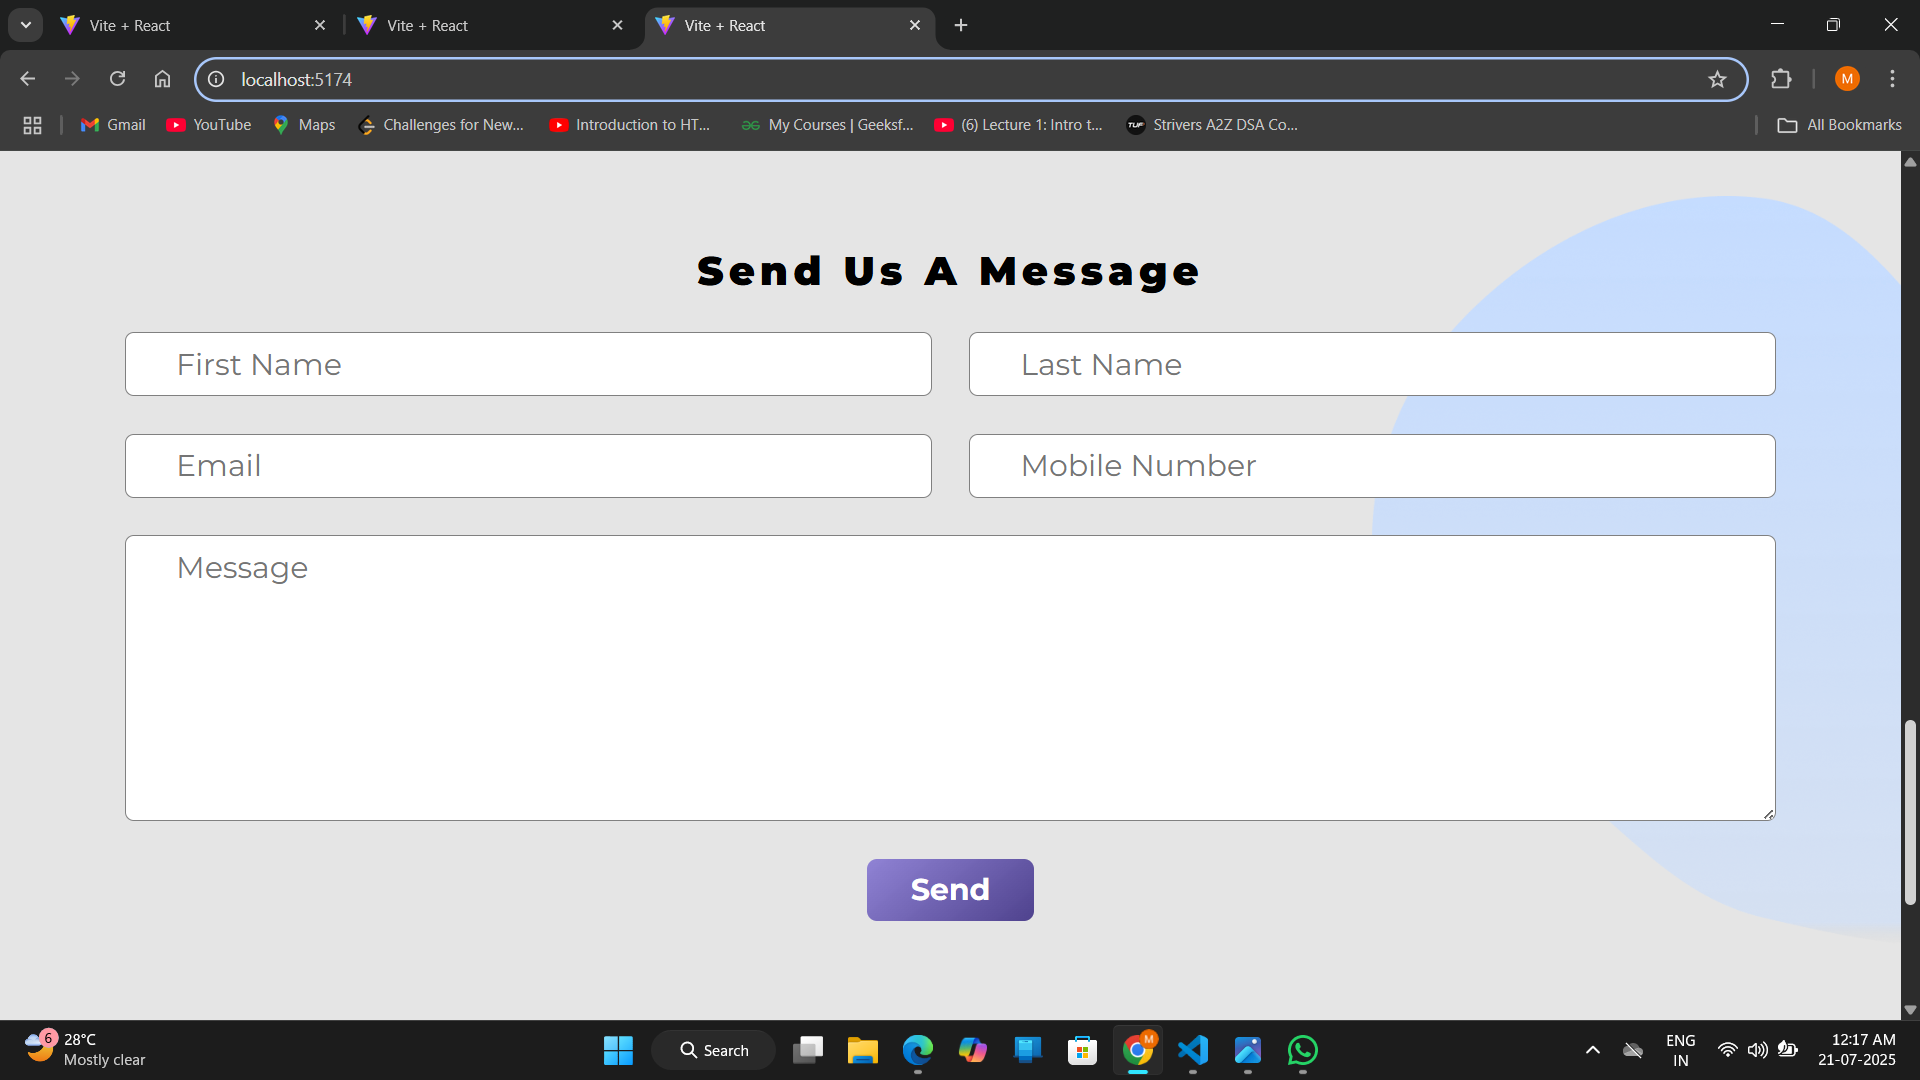 Vite + React
Vite + React
Vite + React
localhost:5174
M
Gmail
YouTube
Maps
Challenges for New...
Introduction to HT...
My Courses | Geeksf...
(6) Lecture 1: Intro t...
TUF
Strivers A2Z DSA Co...
All Bookmarks
Send Us A Message
First Name
Last Name
Email
Mobile Number
Message
Send
6
28°C
Mostly clear
Search
M
ENG
IN
12:17 AM
21-07-2025